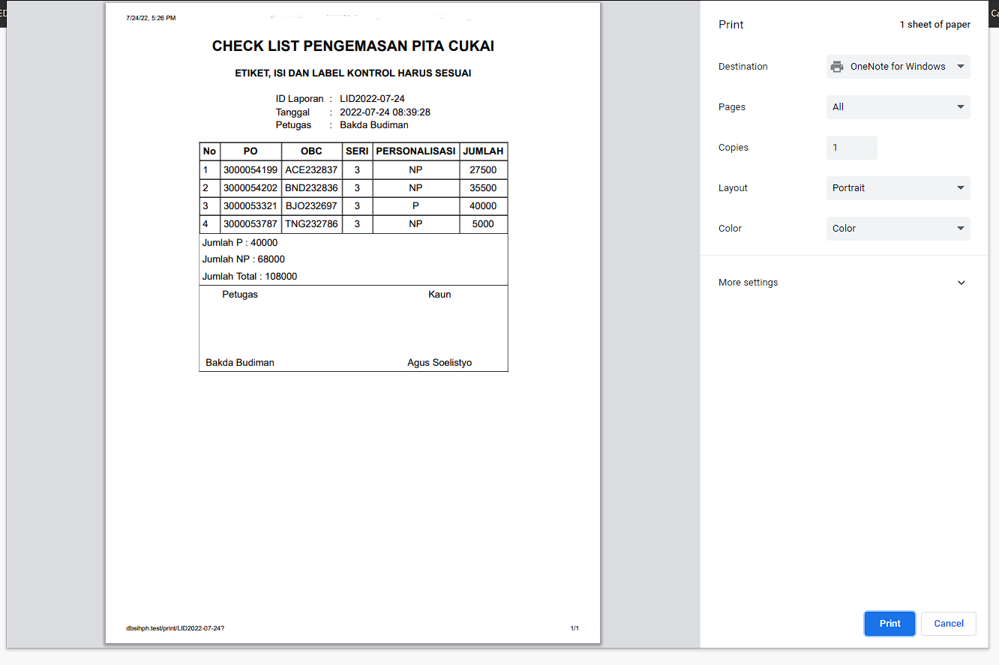 7/24/22, 5:26 PM
CHECK LIST PENGEMASAN PITA CUKAI
ETIKET, ISI DAN LABEL KONTROL HARUS SESUAI
ID Laporan : LID2022-07-24
Tanggal : 2022-07-24 08:39:28
Petugas : Bakda Budiman
No PO OBC SERI PERSONALISASI JUMLAH
1 3000054199 ACE232837 3 NP 27500
2 3000054202 BND232836 3 NP 35500
3 3000053321 BJO232697 3 P 40000
4 3000053787 TNG232786 3 NP 5000
Jumlah P : 40000
Jumlah NP : 68000
Jumlah Total : 108000
Petugas Kaun
Bakda Budiman Agus Soelistyo
dbsihph.test/print/LID2022-07-24? 1/1
Print 1 sheet of paper
Destination OneNote for Windows
Pages All
Copies 1
Layout Portrait
Color Color
More settings
Print Cancel